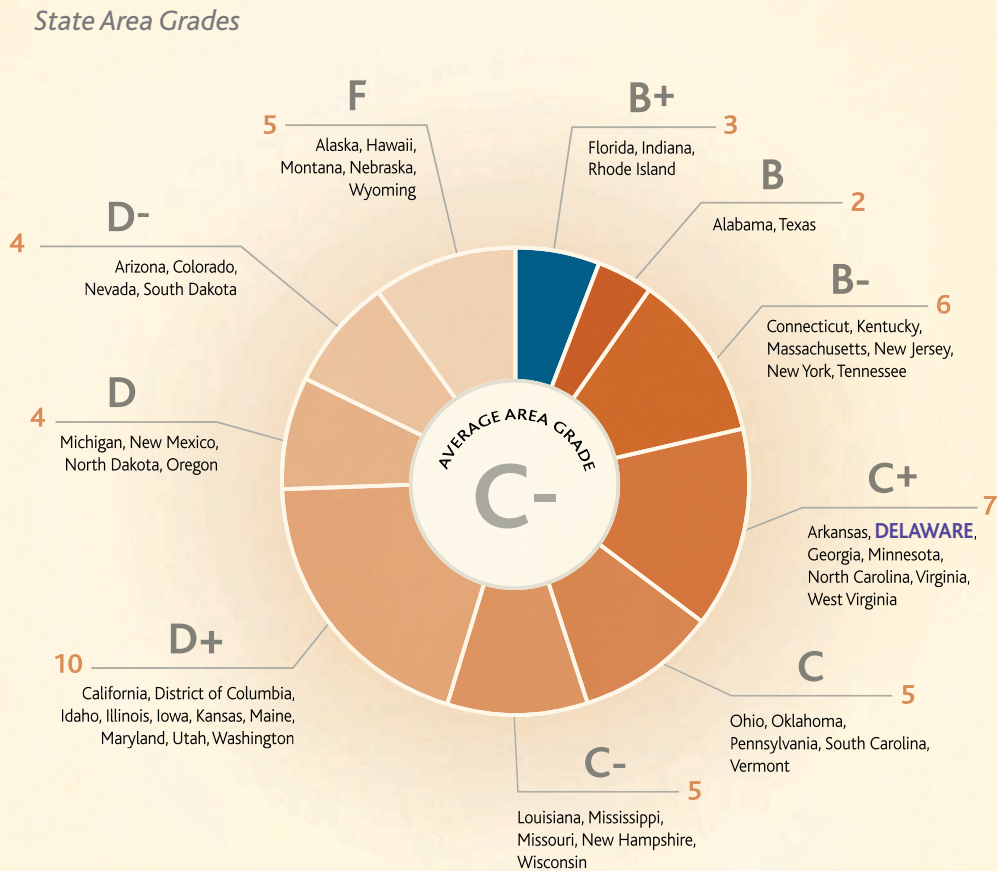 State Area Grades
F
5
Alaska, Hawaii,
Montana, Nebraska,
Wyoming
B+
3
Florida, Indiana,
Rhode Island
B
2
Alabama, Texas
B-
6
Connecticut, Kentucky,
Massachusetts, New Jersey,
New York, Tennessee
C+
7
Arkansas, DELAWARE,
Georgia, Minnesota,
North Carolina, Virginia,
West Virginia
C
5
Ohio, Oklahoma,
Pennsylvania, South Carolina,
Vermont
C-
5
Louisiana, Mississippi,
Missouri, New Hampshire,
Wisconsin
D+
10
California, District of Columbia,
Idaho, Illinois, Iowa, Kansas, Maine,
Maryland, Utah, Washington
D
4
Michigan, New Mexico,
North Dakota, Oregon
D-
4
Arizona, Colorado,
Nevada, South Dakota
AVERAGE AREA GRADE
C-